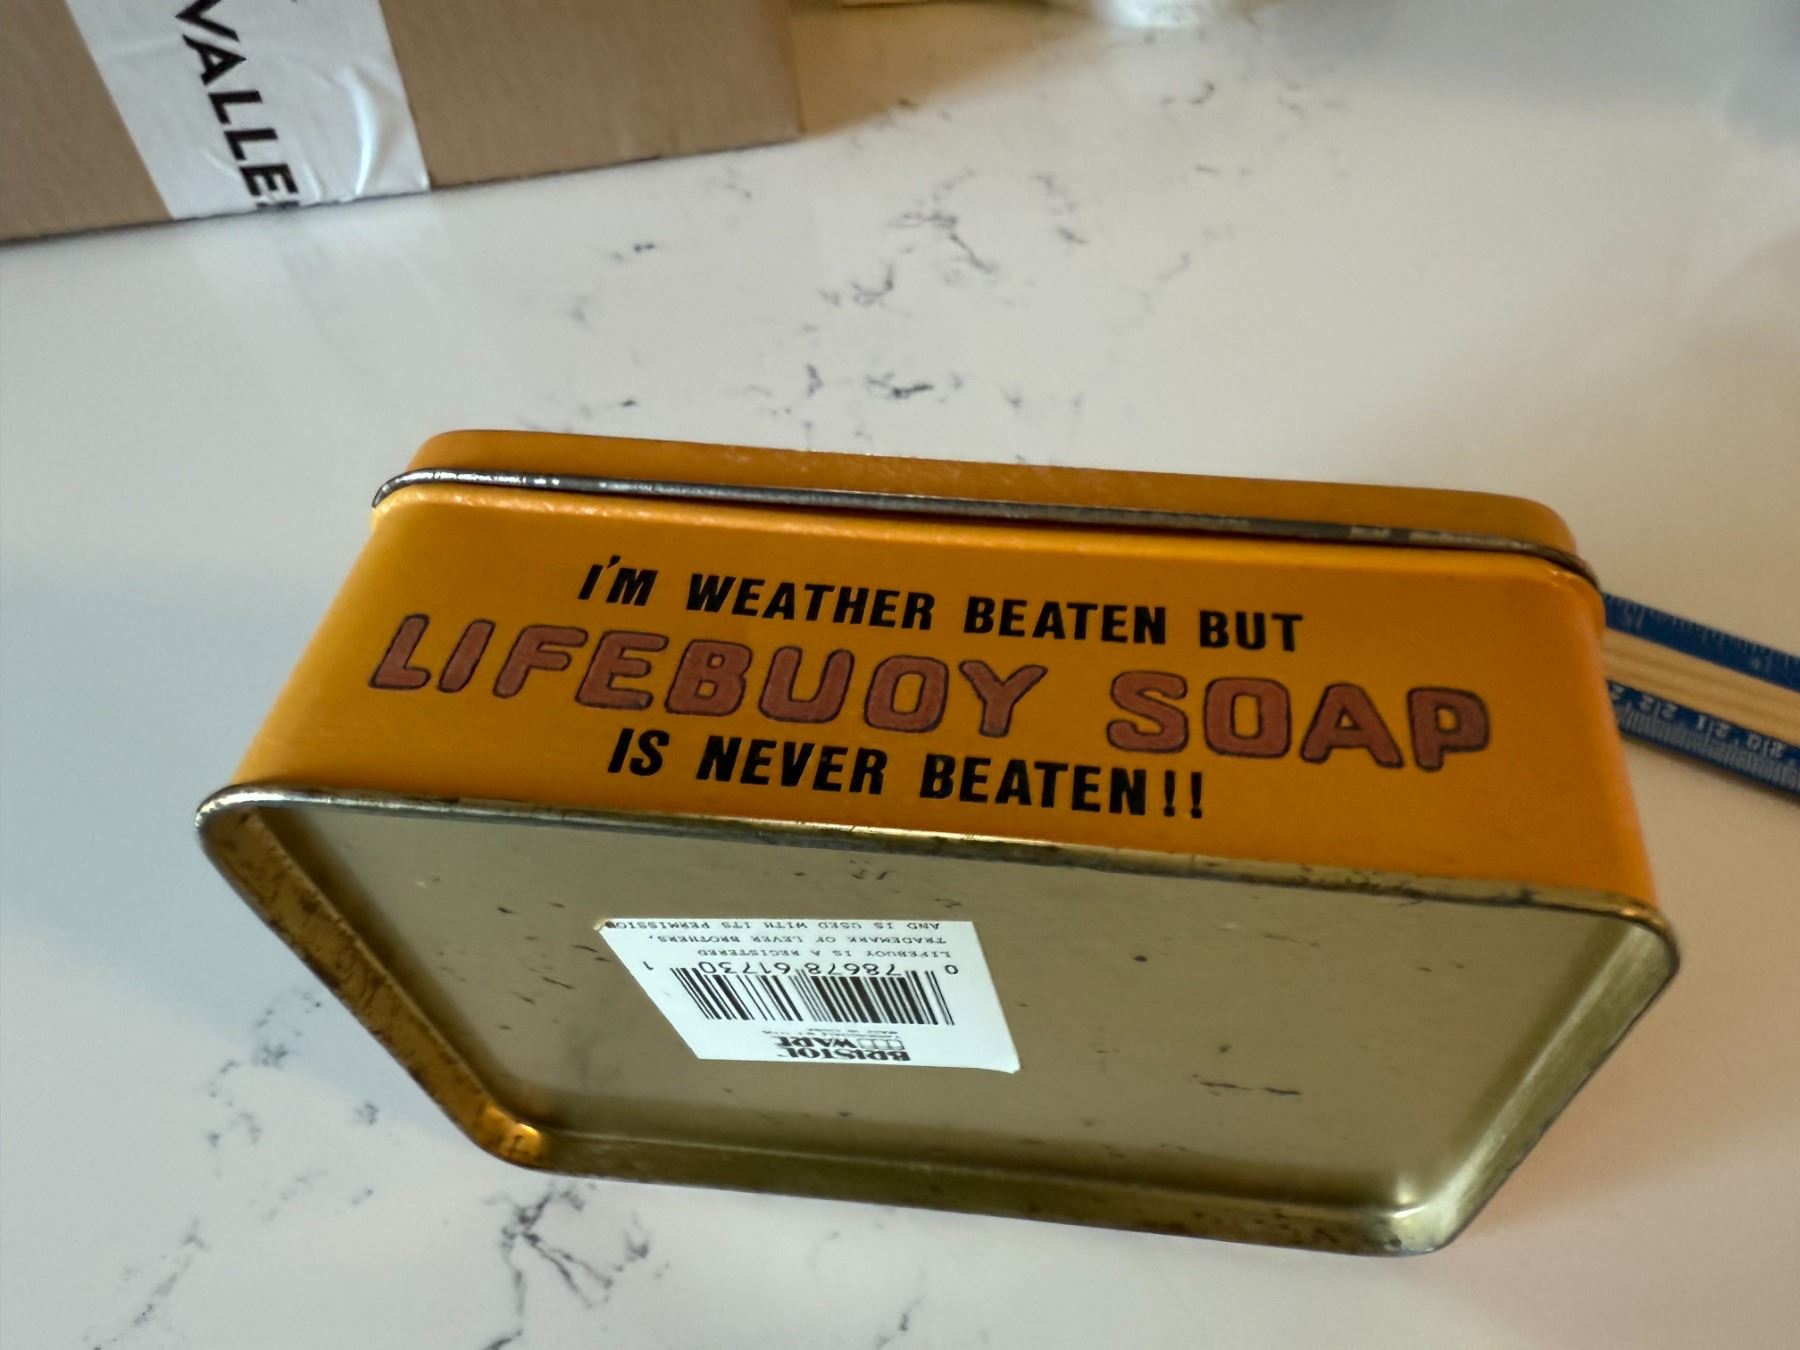 VALLE
I'M WEATHER BEATEN BUT
LIFEBUOY SOAP
IS NEVER BEATEN!!
BRISTOL
WARE
0 78678 61730 1
LIFEBUOY IS A REGISTERED
TRADEMARK OF LEVER BROTHERS,
AND IS USED WITH ITS PERMISSION